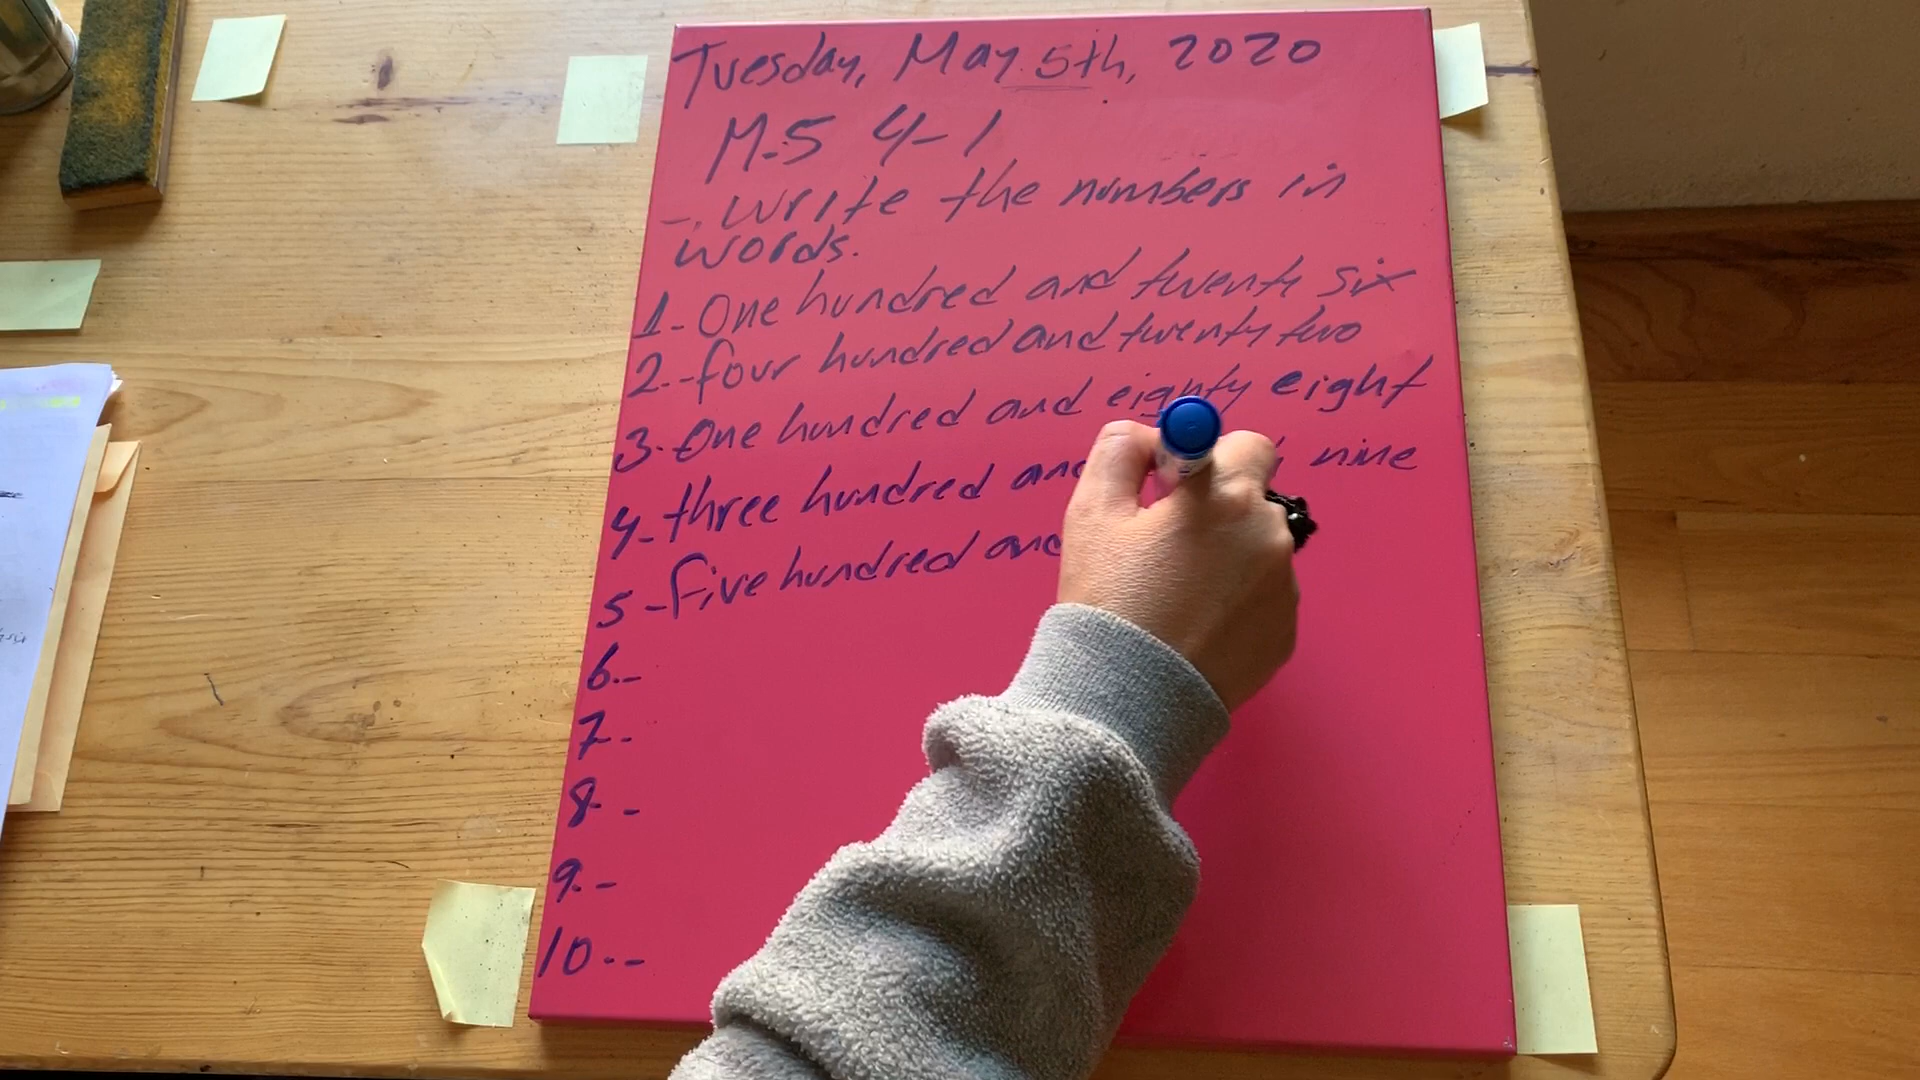 Tuesday, May 5th, 2020
M-5 4-1
-. Write the numbers in
words.
1- One hundred and twenty six
2.- four hundred and twenty two
3.- One hundred and eighty eight
4- three hundred and nine
5- five hundred and
6.-
7.-
8.-
9.-
10.-